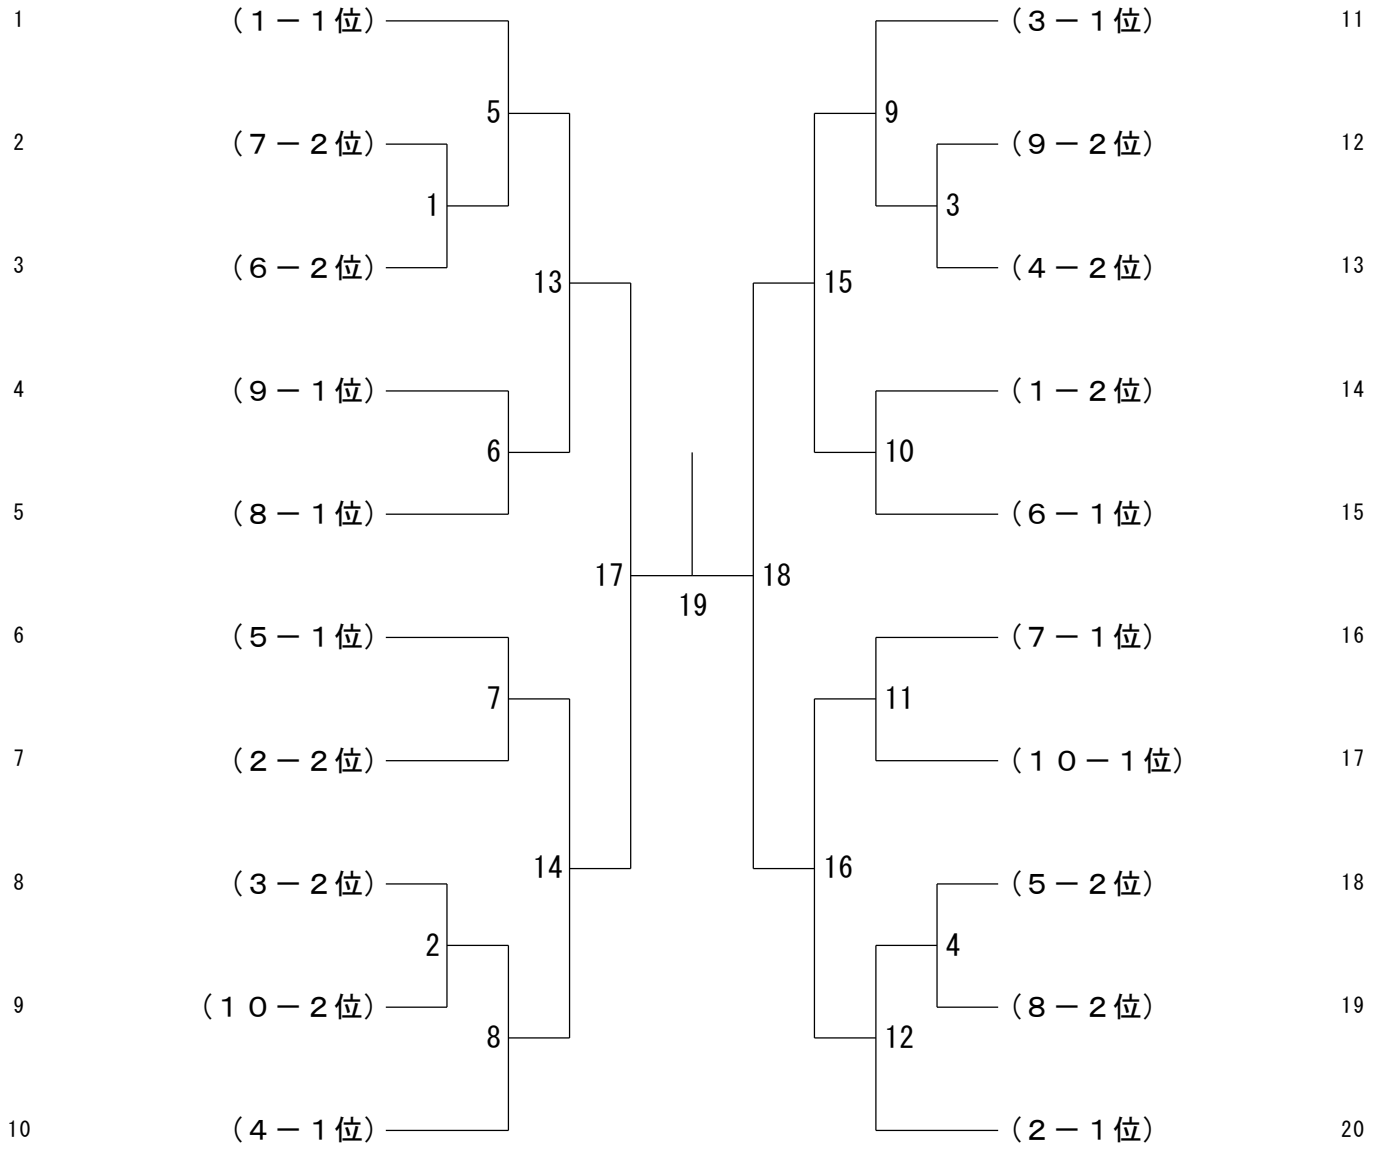 1 (１－１位) (３－１位) 11
5 9
2 (７－２位) (９－２位) 12
1 3
3 (６－２位) (４－２位) 13
13 15
4 (９－１位) (１－２位) 14
6 10
5 (８－１位) (６－１位) 15
17 18
19
6 (５－１位) (７－１位) 16
7 11
7 (２－２位) (１０－１位) 17
14 16
8 (３－２位) (５－２位) 18
2 4
9 (１０－２位) (８－２位) 19
8 12
10 (４－１位) (２－１位) 20